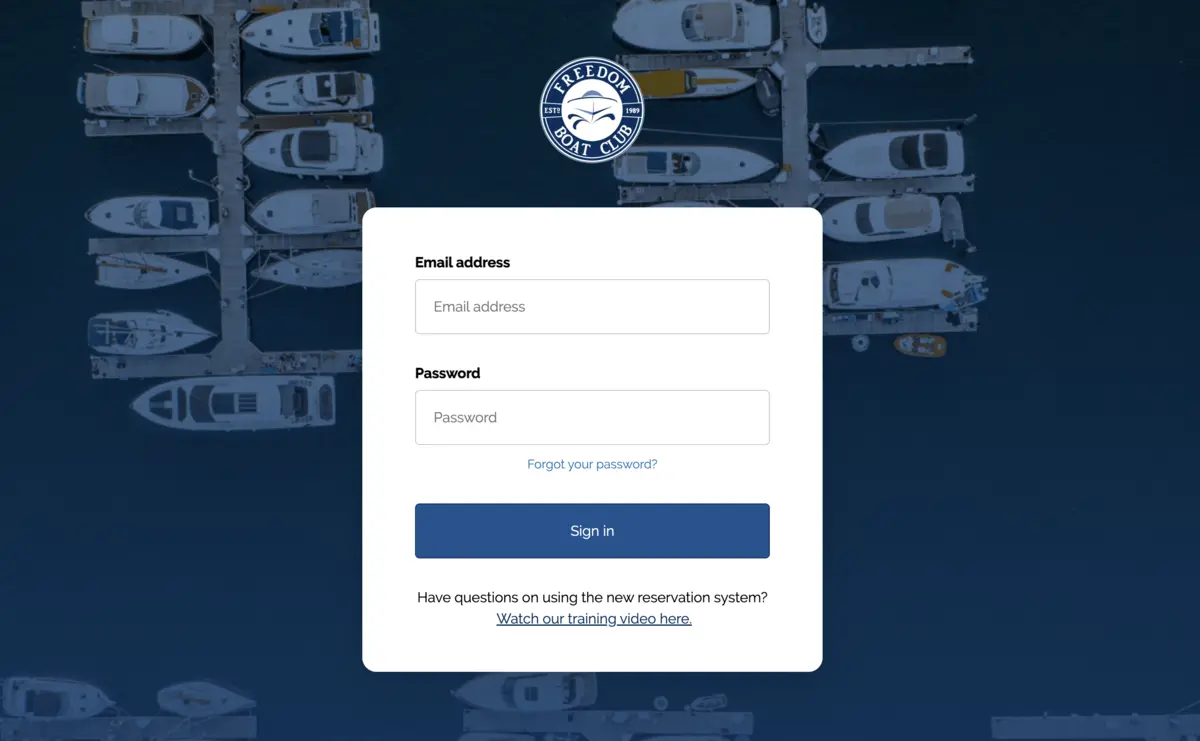 FREEDOM
ESTD 1989
BOAT CLUB
Email address
Email address
Password
Password
Forgot your password?
Sign in
Have questions on using the new reservation system?
Watch our training video here.